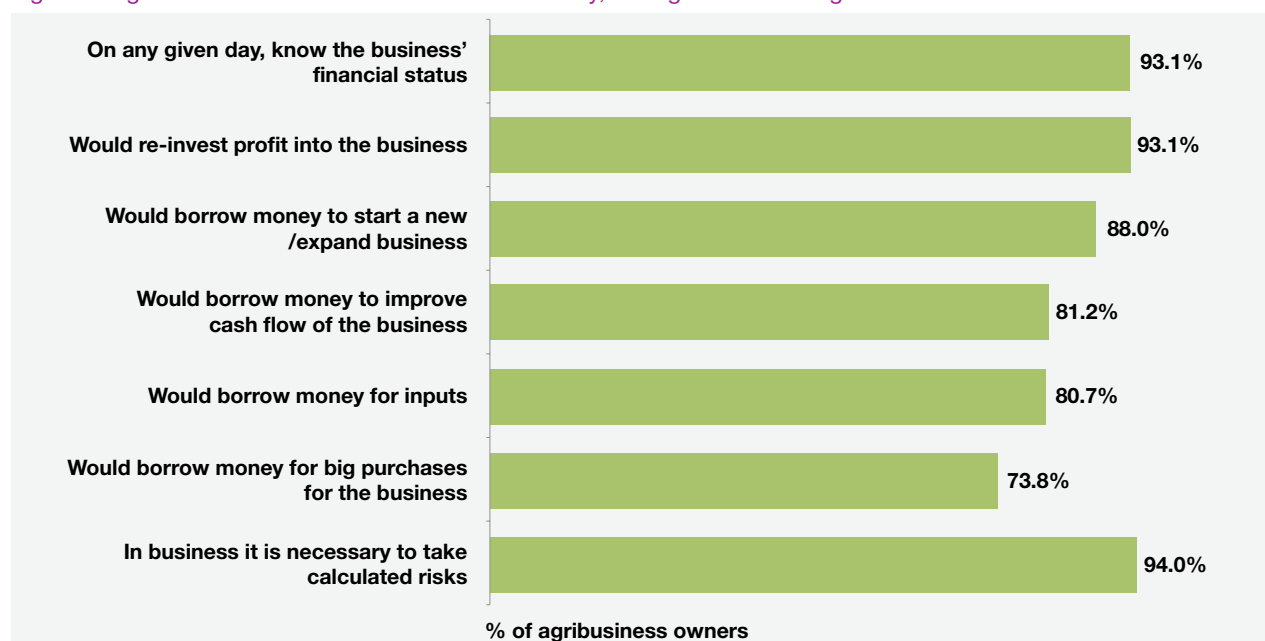 On any given day, know the business'
financial status
93.1%
Would re-invest profit into the business
93.1%
Would borrow money to start a new
/expand business
88.0%
Would borrow money to improve
cash flow of the business
81.2%
Would borrow money for inputs
80.7%
Would borrow money for big purchases
for the business
73.8%
In business it is necessary to take
calculated risks
94.0%
% of agribusiness owners